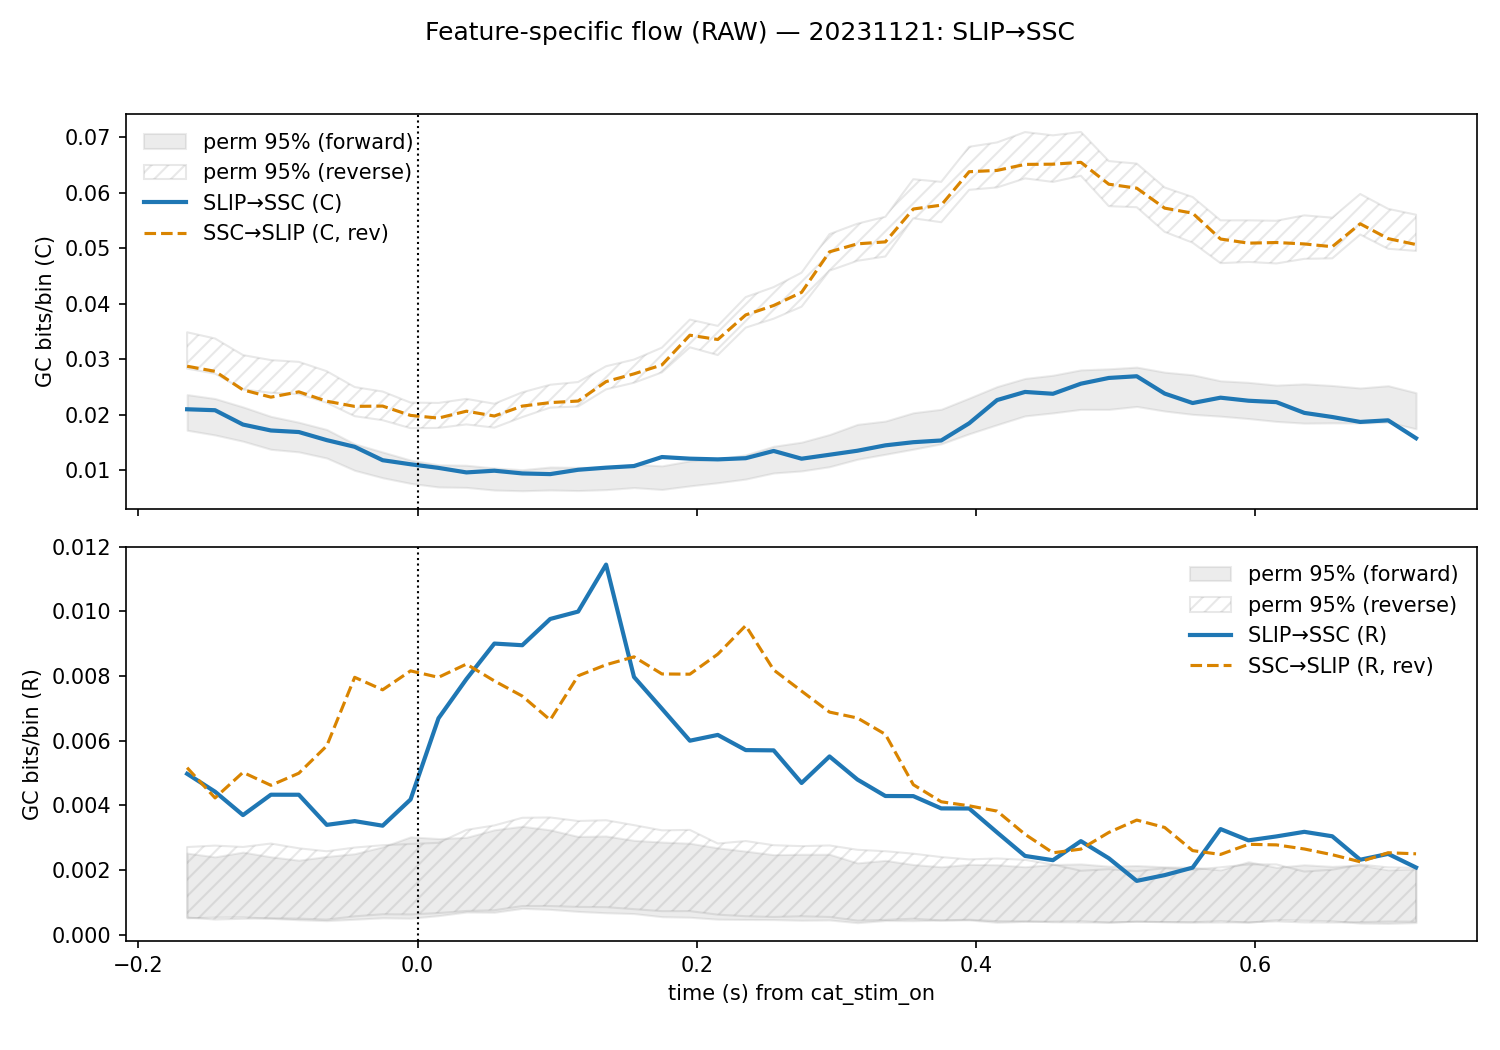 Feature-specific flow (RAW) — 20231121: SLIP→SSC
perm 95% (forward)
perm 95% (reverse)
SLIP→SSC (C)
SSC→SLIP (C, rev)
GC bits/bin (C)
0.07
0.06
0.05
0.04
0.03
0.02
0.01
perm 95% (forward)
perm 95% (reverse)
SLIP→SSC (R)
SSC→SLIP (R, rev)
GC bits/bin (R)
0.012
0.010
0.008
0.006
0.004
0.002
0.000
−0.2 0.0 0.2 0.4 0.6
time (s) from cat_stim_on